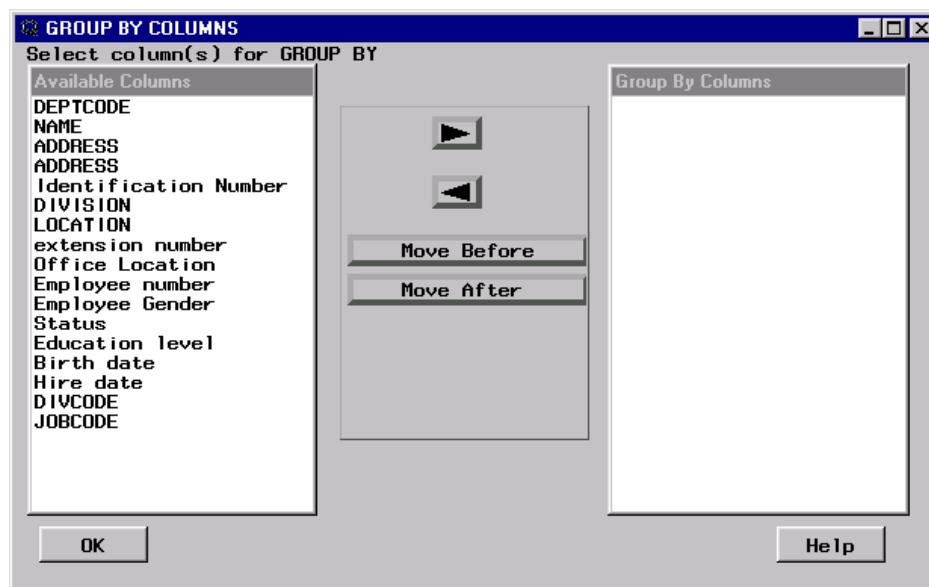 GROUP BY COLUMNS
Select column(s) for GROUP BY
Available Columns
DEPTCODE
NAME
ADDRESS
ADDRESS
Identification Number
DIVISION
LOCATION
extension number
Office Location
Employee number
Employee Gender
Status
Education level
Birth date
Hire date
DIVCODE
JOBCODE
Move Before
Move After
Group By Columns
OK
Help